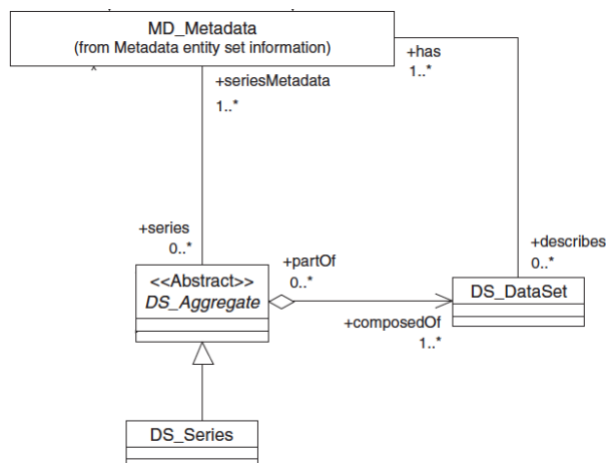 MD_Metadata
(from Metadata entity set information)
+has
1..*
+seriesMetadata
1..*
+series
0..*
+describes
0..*
<<Abstract>>
DS_Aggregate
+partOf
0..*
DS_DataSet
+composedOf
1..*
DS_Series